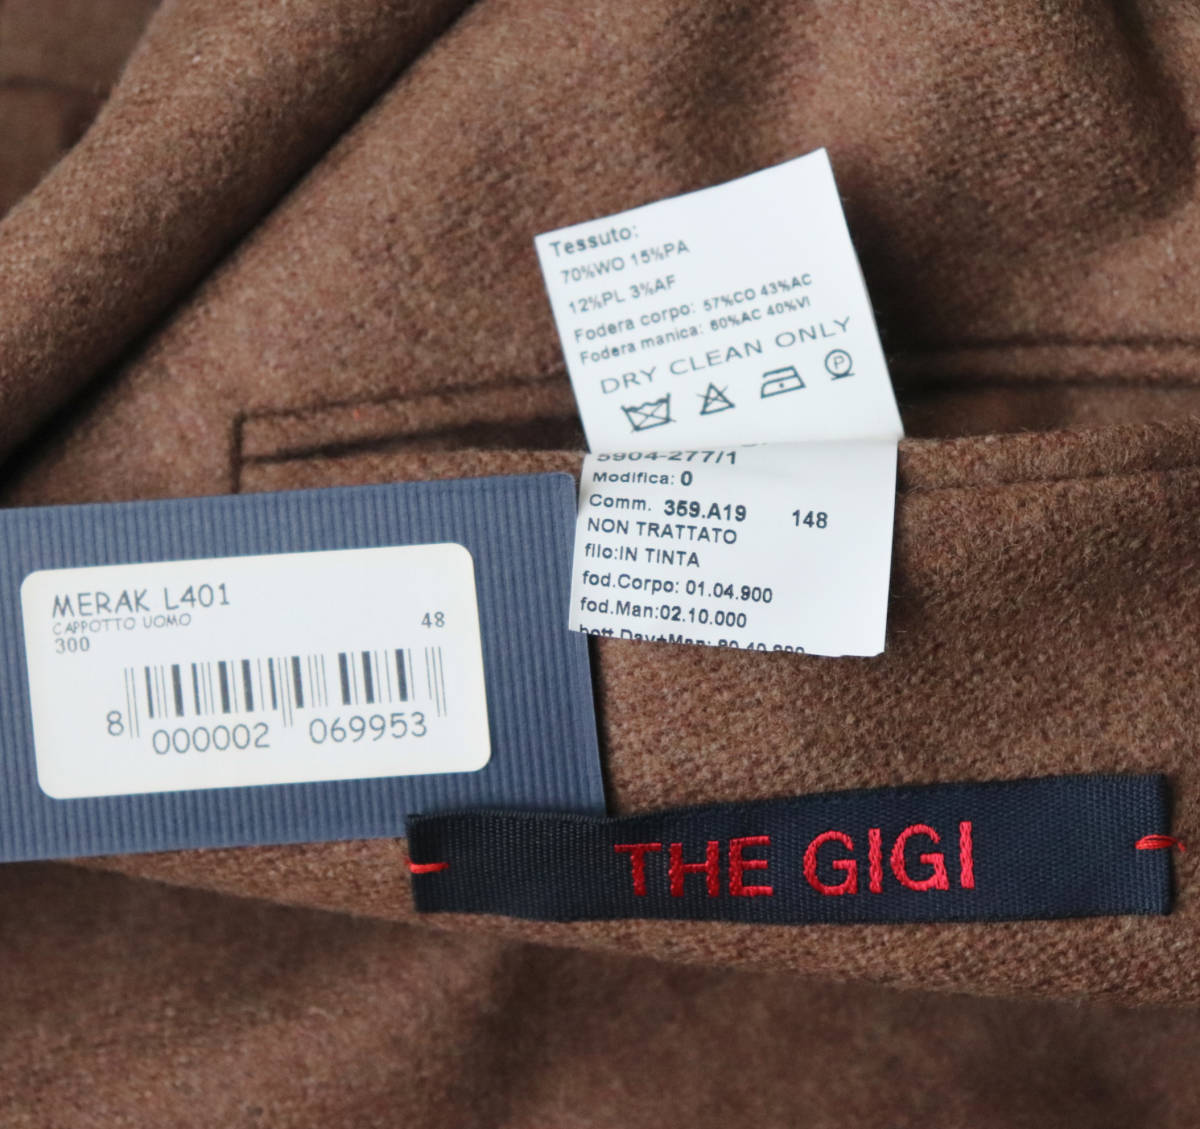 Tessuto:
70%WO 15%PA
12%PL 3%AF
Fodera corpo: 57%CO 43%AC
Fodera manica: 60%AC 40%VI
DRY CLEAN ONLY
P
5904-277/1
Modifica: 0
Comm. 359.A19 148
NON TRATTATO
filo:IN TINTA
fod.Corpo: 01.04.900
fod.Man:02.10.000
MERAK L401
CAPPOTTO UOMO
300 48
8 000002 069953
THE GIGI